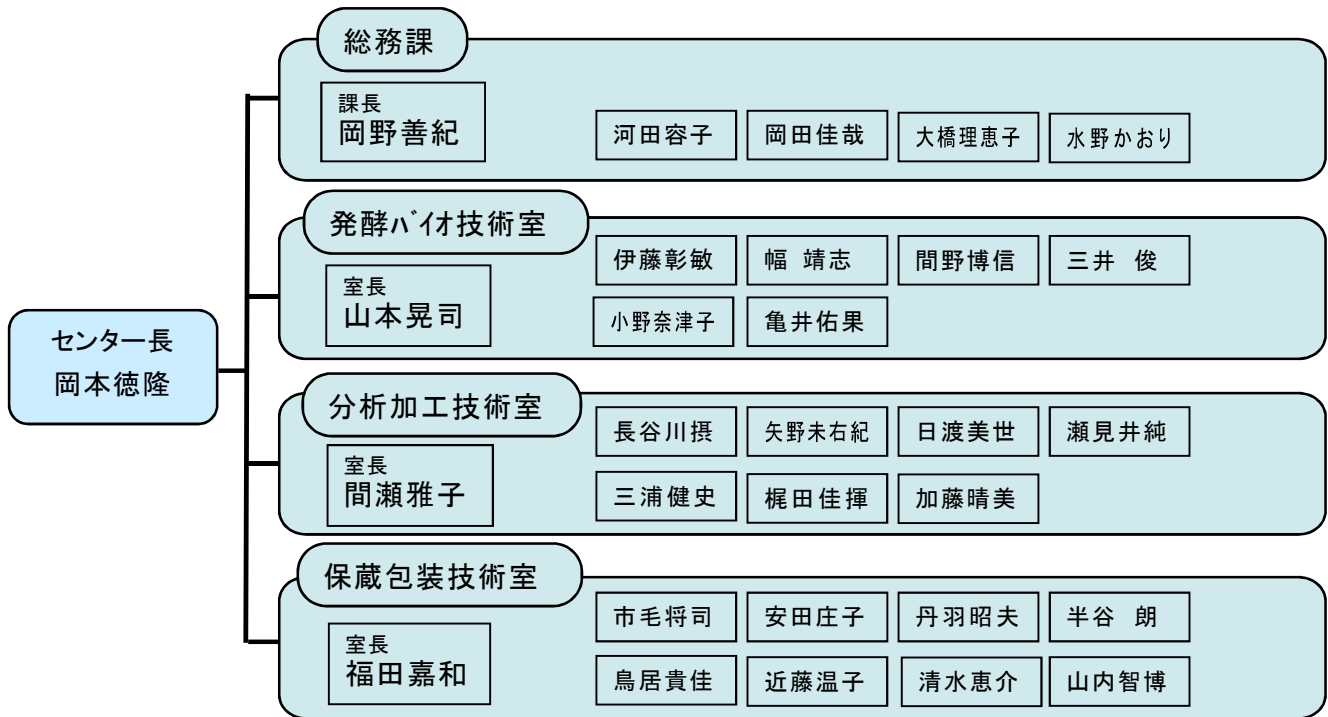 総務課
課長
岡野善紀
河田容子
岡田佳哉
大橋理恵子
水野かおり
発酵ﾊﾞｲｵ技術室
室長
山本晃司
伊藤彰敏
幅 靖志
間野博信
三井 俊
小野奈津子
亀井佑果
センター長
岡本徳隆
分析加工技術室
室長
間瀬雅子
長谷川摂
矢野未右紀
日渡美世
瀬見井純
三浦健史
梶田佳揮
加藤晴美
保蔵包装技術室
室長
福田嘉和
市毛将司
安田庄子
丹羽昭夫
半谷 朗
鳥居貴佳
近藤温子
清水恵介
山内智博